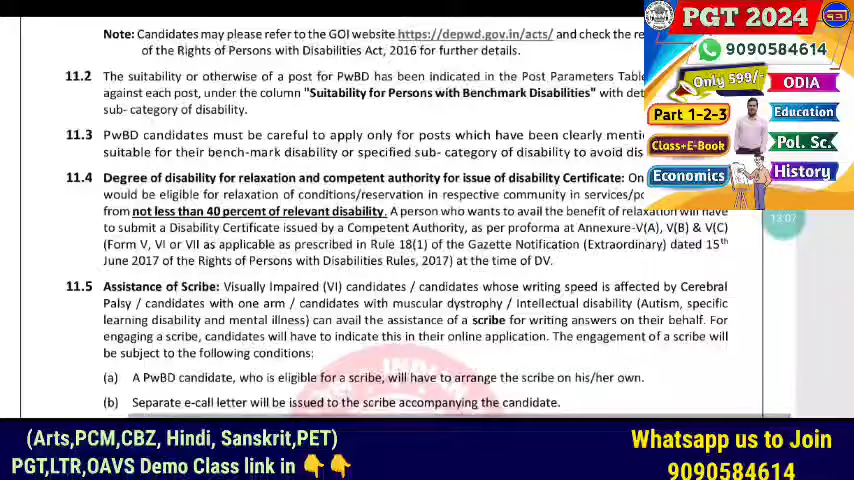 Note: Candidates may please refer to the GOI website https://depwd.gov.in/acts/ and check the re
of the Rights of Persons with Disabilities Act, 2016 for further details.
11.2 The suitability or otherwise of a post for PwBD has been indicated in the Post Parameters Table
against each post, under the column "Suitability for Persons with Benchmark Disabilities" with det
sub- category of disability.
11.3 PwBD candidates must be careful to apply only for posts which have been clearly menti
suitable for their bench-mark disability or specified sub- category of disability to avoid dis
11.4 Degree of disability for relaxation and competent authority for issue of disability Certificate: On
would be eligible for relaxation of conditions/reservation in respective community in services/po
from not less than 40 percent of relevant disability. A person who wants to avail the benefit of relaxation will have
to submit a Disability Certificate issued by a Competent Authority, as per proforma at Annexure-V(A), V(B) & V(C)
(Form V, VI or VII as applicable as prescribed in Rule 18(1) of the Gazette Notification (Extraordinary) dated 15th
June 2017 of the Rights of Persons with Disabilities Rules, 2017) at the time of DV.
11.5 Assistance of Scribe: Visually Impaired (VI) candidates / candidates whose writing speed is affected by Cerebral
Palsy / candidates with one arm / candidates with muscular dystrophy / Intellectual disability (Autism, specific
learning disability and mental illness) can avail the assistance of a scribe for writing answers on their behalf. For
engaging a scribe, candidates will have to indicate this in their online application. The engagement of a scribe will
be subject to the following conditions:
(a) A PwBD candidate, who is eligible for a scribe, will have to arrange the scribe on his/her own.
(b) Separate e-call letter will be issued to the scribe accompanying the candidate.
PGT 2024
9090584614
Only 599/-
ODIA
Part 1-2-3
Education
Class+E-Book
Pol. Sc.
Economics
History
13:07
(Arts,PCM,CBZ, Hindi, Sanskrit,PET)
PGT,LTR,OAVS Demo Class link in 👇👇
Whatsapp us to Join
9090584614